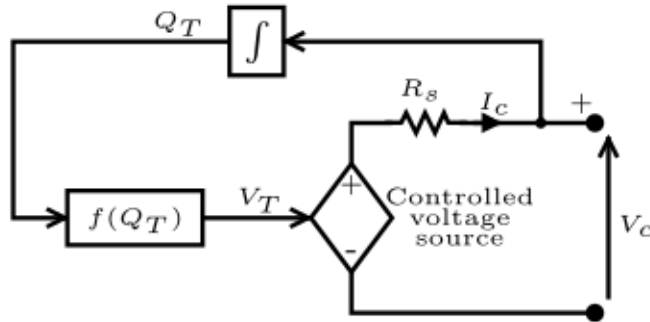 Q_T
∫
R_s
I_c
+
f(Q_T)
V_T
+
Controlled
voltage
source
-
V_c